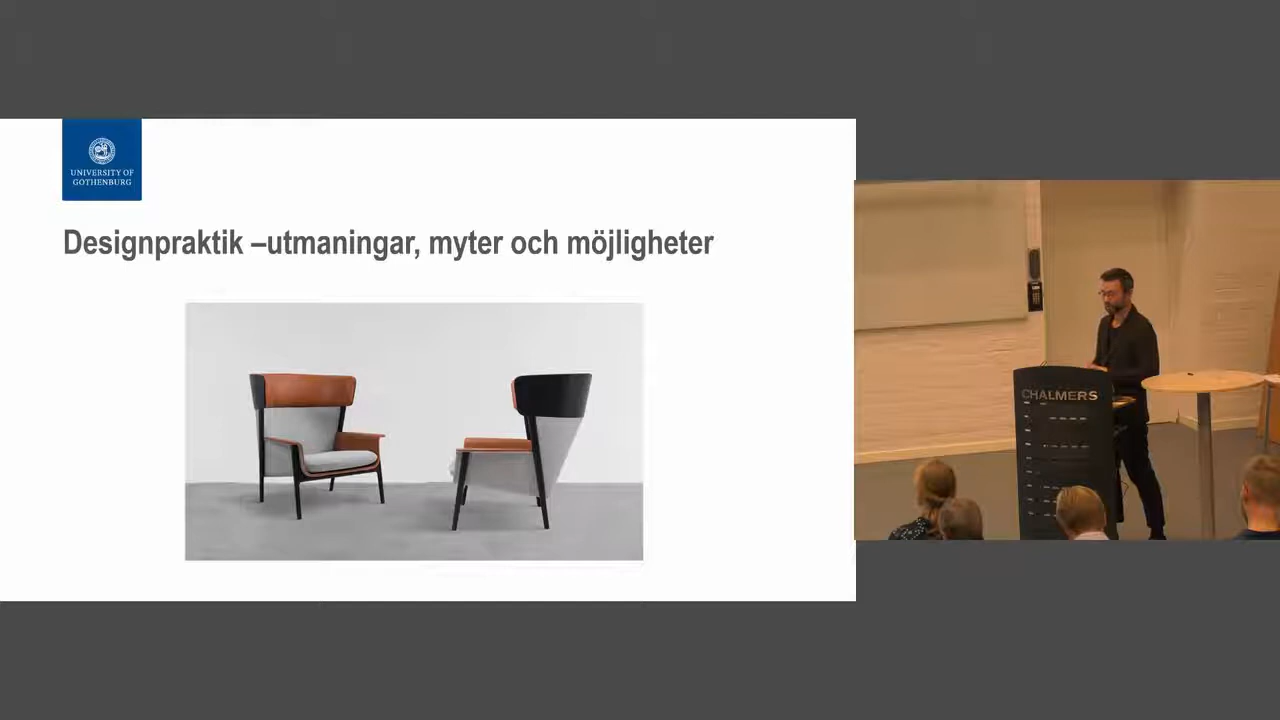 UNIVERSITY OF
GOTHENBURG
Designpraktik –utmaningar, myter och möjligheter
CHALMERS